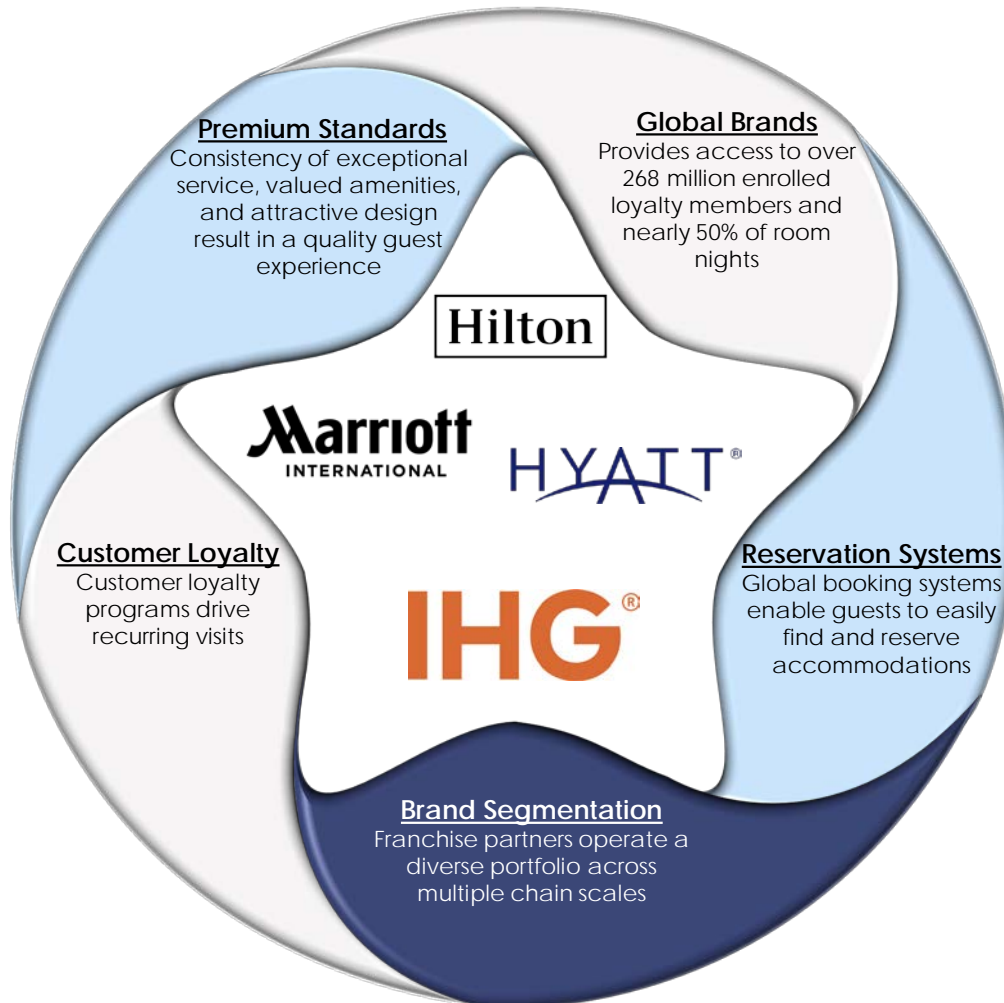 Premium Standards
Consistency of exceptional
service, valued amenities,
and attractive design
result in a quality guest
experience
Global Brands
Provides access to over
268 million enrolled
loyalty members and
nearly 50% of room
nights
Hilton
Marriott
INTERNATIONAL
HYATT®
IHG®
Customer Loyalty
Customer loyalty
programs drive
recurring visits
Reservation Systems
Global booking systems
enable guests to easily
find and reserve
accommodations
Brand Segmentation
Franchise partners operate a
diverse portfolio across
multiple chain scales